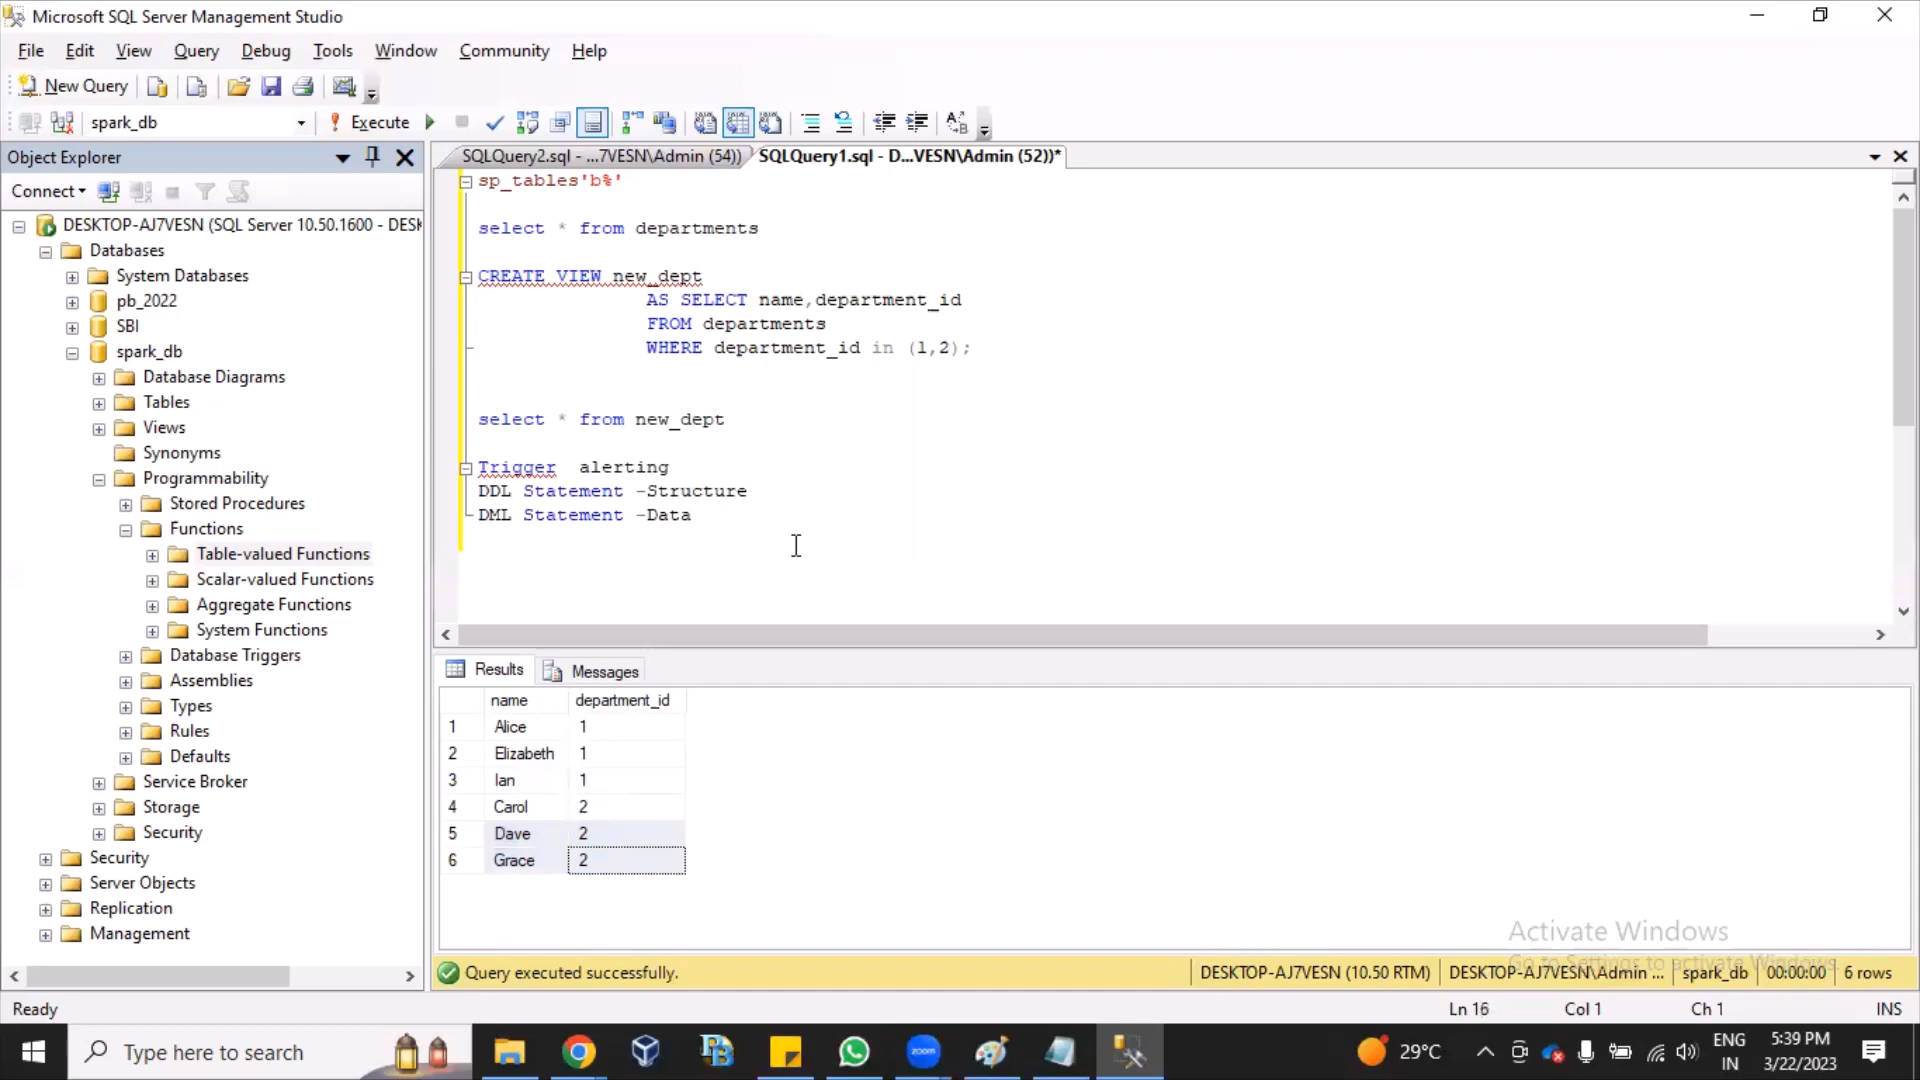 Microsoft SQL Server Management Studio
File Edit View Query Debug Tools Window Community Help
New Query
spark_db Execute
Object Explorer
Connect
DESKTOP-AJ7VESN (SQL Server 10.50.1600 - DESK
Databases
System Databases
pb_2022
SBI
spark_db
Database Diagrams
Tables
Views
Synonyms
Programmability
Stored Procedures
Functions
Table-valued Functions
Scalar-valued Functions
Aggregate Functions
System Functions
Database Triggers
Assemblies
Types
Rules
Defaults
Service Broker
Storage
Security
Security
Server Objects
Replication
Management
SQLQuery2.sql - ...7VESN\Admin (54)) SQLQuery1.sql - D...VESN\Admin (52))*
sp_tables'b%'
select * from departments
CREATE VIEW new_dept
AS SELECT name,department_id
FROM departments
WHERE department_id in (1,2);
select * from new_dept
Trigger  alerting
DDL Statement -Structure
DML Statement -Data
Results Messages
name department_id
1 Alice 1
2 Elizabeth 1
3 Ian 1
4 Carol 2
5 Dave 2
6 Grace 2
Activate Windows
Go to Settings to activate Windows.
Query executed successfully. DESKTOP-AJ7VESN (10.50 RTM) DESKTOP-AJ7VESN\Admin ... spark_db 00:00:00 6 rows
Ready Ln 16 Col 1 Ch 1 INS
Type here to search zoom 29°C ENG 5:39 PM
IN 3/22/2023